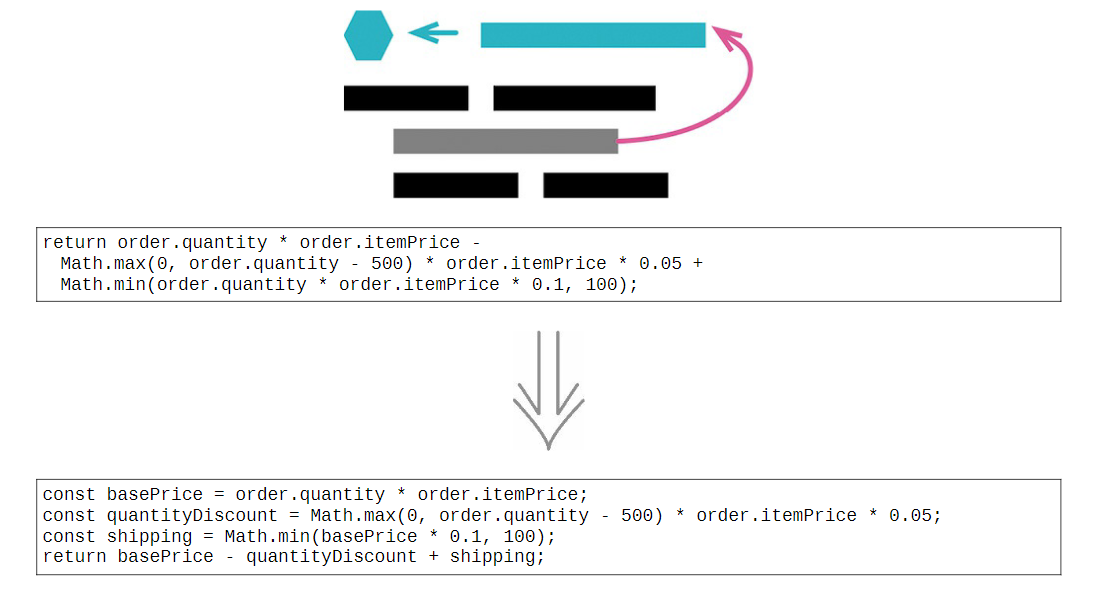 return order.quantity * order.itemPrice -
Math.max(0, order.quantity - 500) * order.itemPrice * 0.05 +
Math.min(order.quantity * order.itemPrice * 0.1, 100);
const basePrice = order.quantity * order.itemPrice;
const quantityDiscount = Math.max(0, order.quantity - 500) * order.itemPrice * 0.05;
const shipping = Math.min(basePrice * 0.1, 100);
return basePrice - quantityDiscount + shipping;